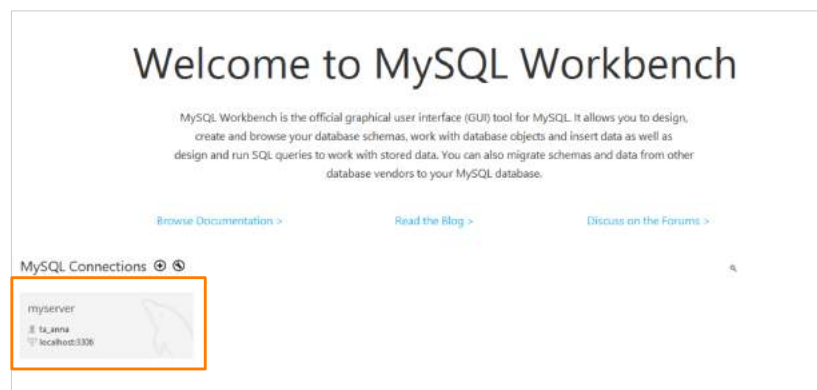 Welcome to MySQL Workbench
MySQL Workbench is the official graphical user interface (GUI) tool for MySQL. It allows you to design,
create and browse your database schemas, work with database objects and insert data as well as
design and run SQL queries to work with stored data. You can also migrate schemas and data from other
database vendors to your MySQL database.
Browse Documentation > Read the Blog > Discuss on the Forums >
MySQL Connections
myserver
ta_anna
localhost:3306